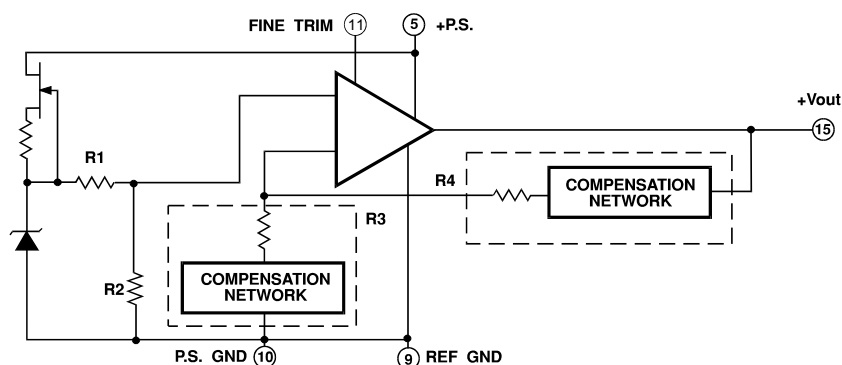 FINE TRIM 11
5 +P.S.
+Vout
15
R1
R4
COMPENSATION
NETWORK
R3
R2
COMPENSATION
NETWORK
P.S. GND 10
9 REF GND